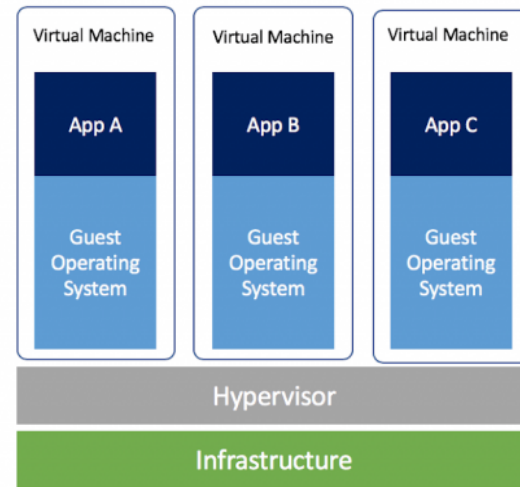 Virtual Machine
Virtual Machine
Virtual Machine
App A
App B
App C
Guest
Operating
System
Guest
Operating
System
Guest
Operating
System
Hypervisor
Infrastructure